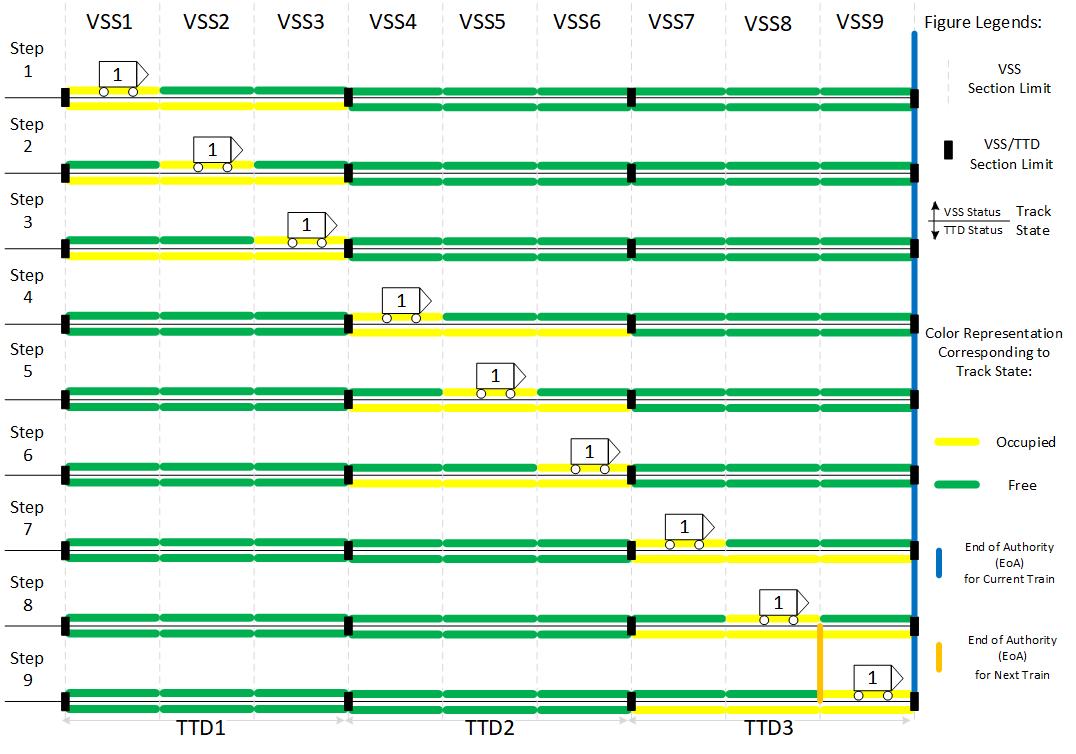 VSS1 VSS2 VSS3 VSS4 VSS5 VSS6 VSS7 VSS8 VSS9
Figure Legends:
Step
1
1
VSS
Section Limit
Step
2
1
VSS/TTD
Section Limit
Step
3
1
VSS Status
TTD Status
Track
State
Step
4
1
Color Representation
Corresponding to
Track State:
Step
5
1
Step
6
1
Occupied
Free
Step
7
1
End of Authority
(EoA)
for Current Train
Step
8
1
End of Authority
(EoA)
for Next Train
Step
9
1
TTD1 TTD2 TTD3